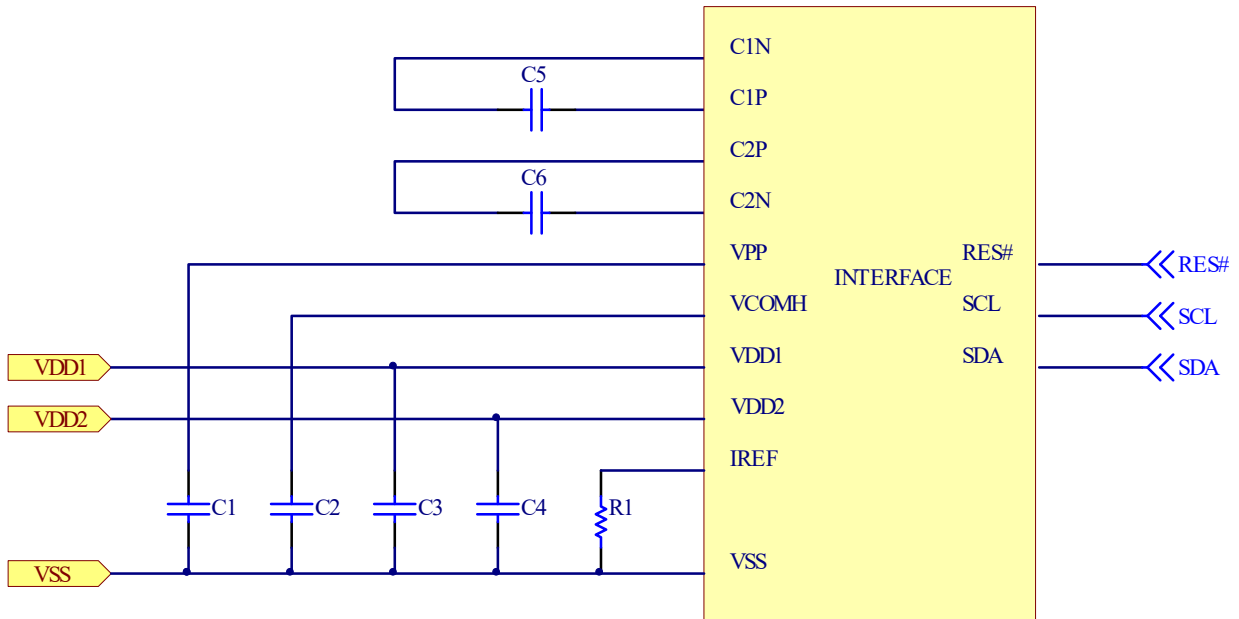 C1N
C5
C1P
C2P
C6
C2N
VPP
RES#
RES#
INTERFACE
VCOMH
SCL
SCL
VDD1
VDD1
SDA
SDA
VDD2
VDD2
IREF
C1
C2
C3
C4
R1
VSS
VSS